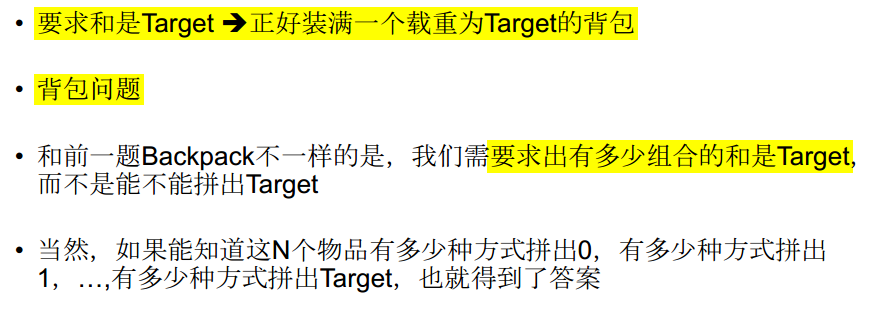 • 要求和是Target ➔正好装满一个载重为Target的背包
• 背包问题
• 和前一题Backpack不一样的是，我们需要求出有多少组合的和是Target,
而不是能不能拼出Target
• 当然，如果能知道这N个物品有多少种方式拼出0，有多少种方式拼出
1，…,有多少种方式拼出Target，也就得到了答案